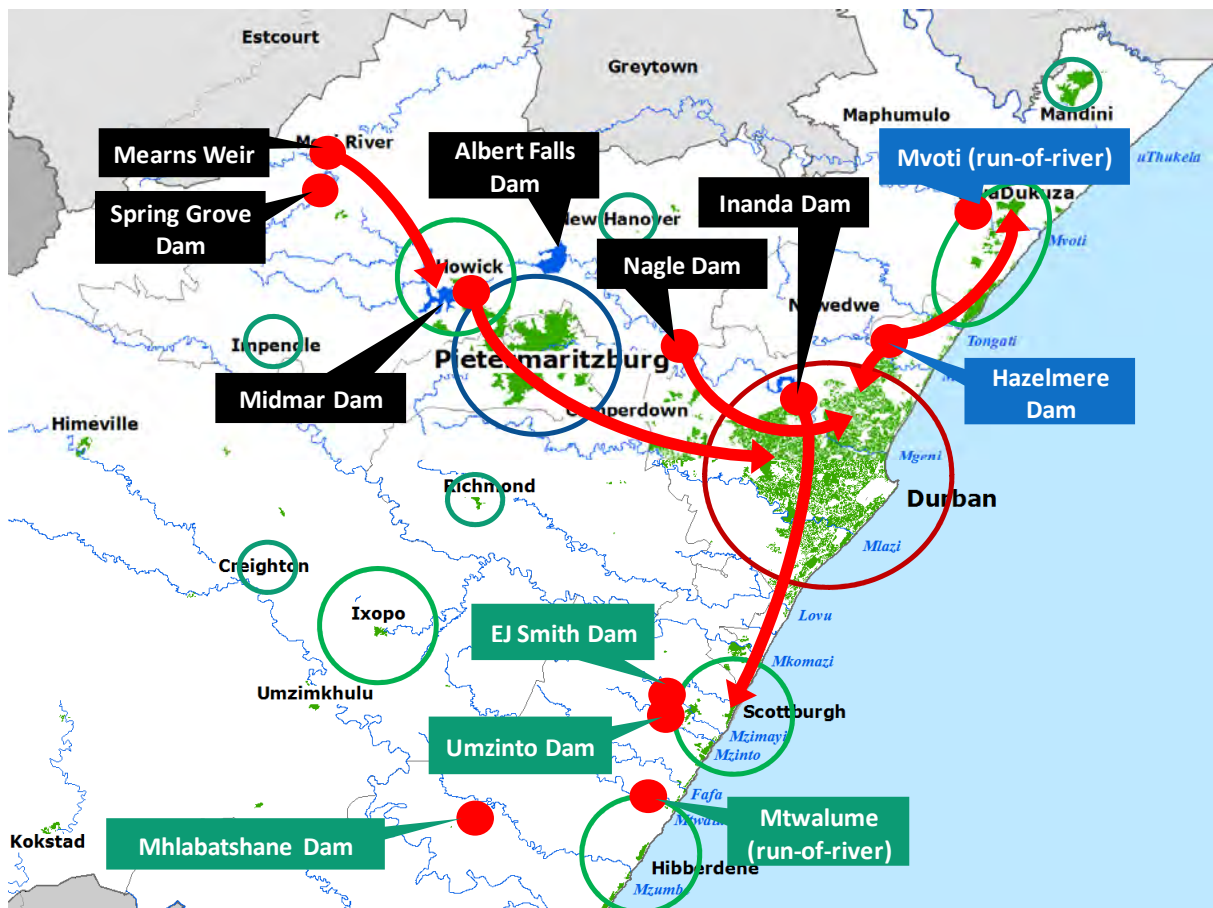 Estcourt
Greytown
Maphumulo
Mandini
uThukela
Mearns Weir
Albert Falls
Dam
Mvoti (run-of-river)
Spring Grove
Dam
New Hanover
Inanda Dam
Mvoti
Nagle Dam
Howick
Impendle
Pietermaritzburg
Tongati
Midmar Dam
Hazelmere
Dam
Himeville
Mgeni
Richmond
Durban
Mlazi
Creighton
Ixopo
Lovu
EJ Smith Dam
Mkomazi
Umzimkhulu
Scottburgh
Umzinto Dam
Mzimayi
Mzinto
Fafa
Mtwalume
(run-of-river)
Kokstad
Mhlabatshane Dam
Hibberdene